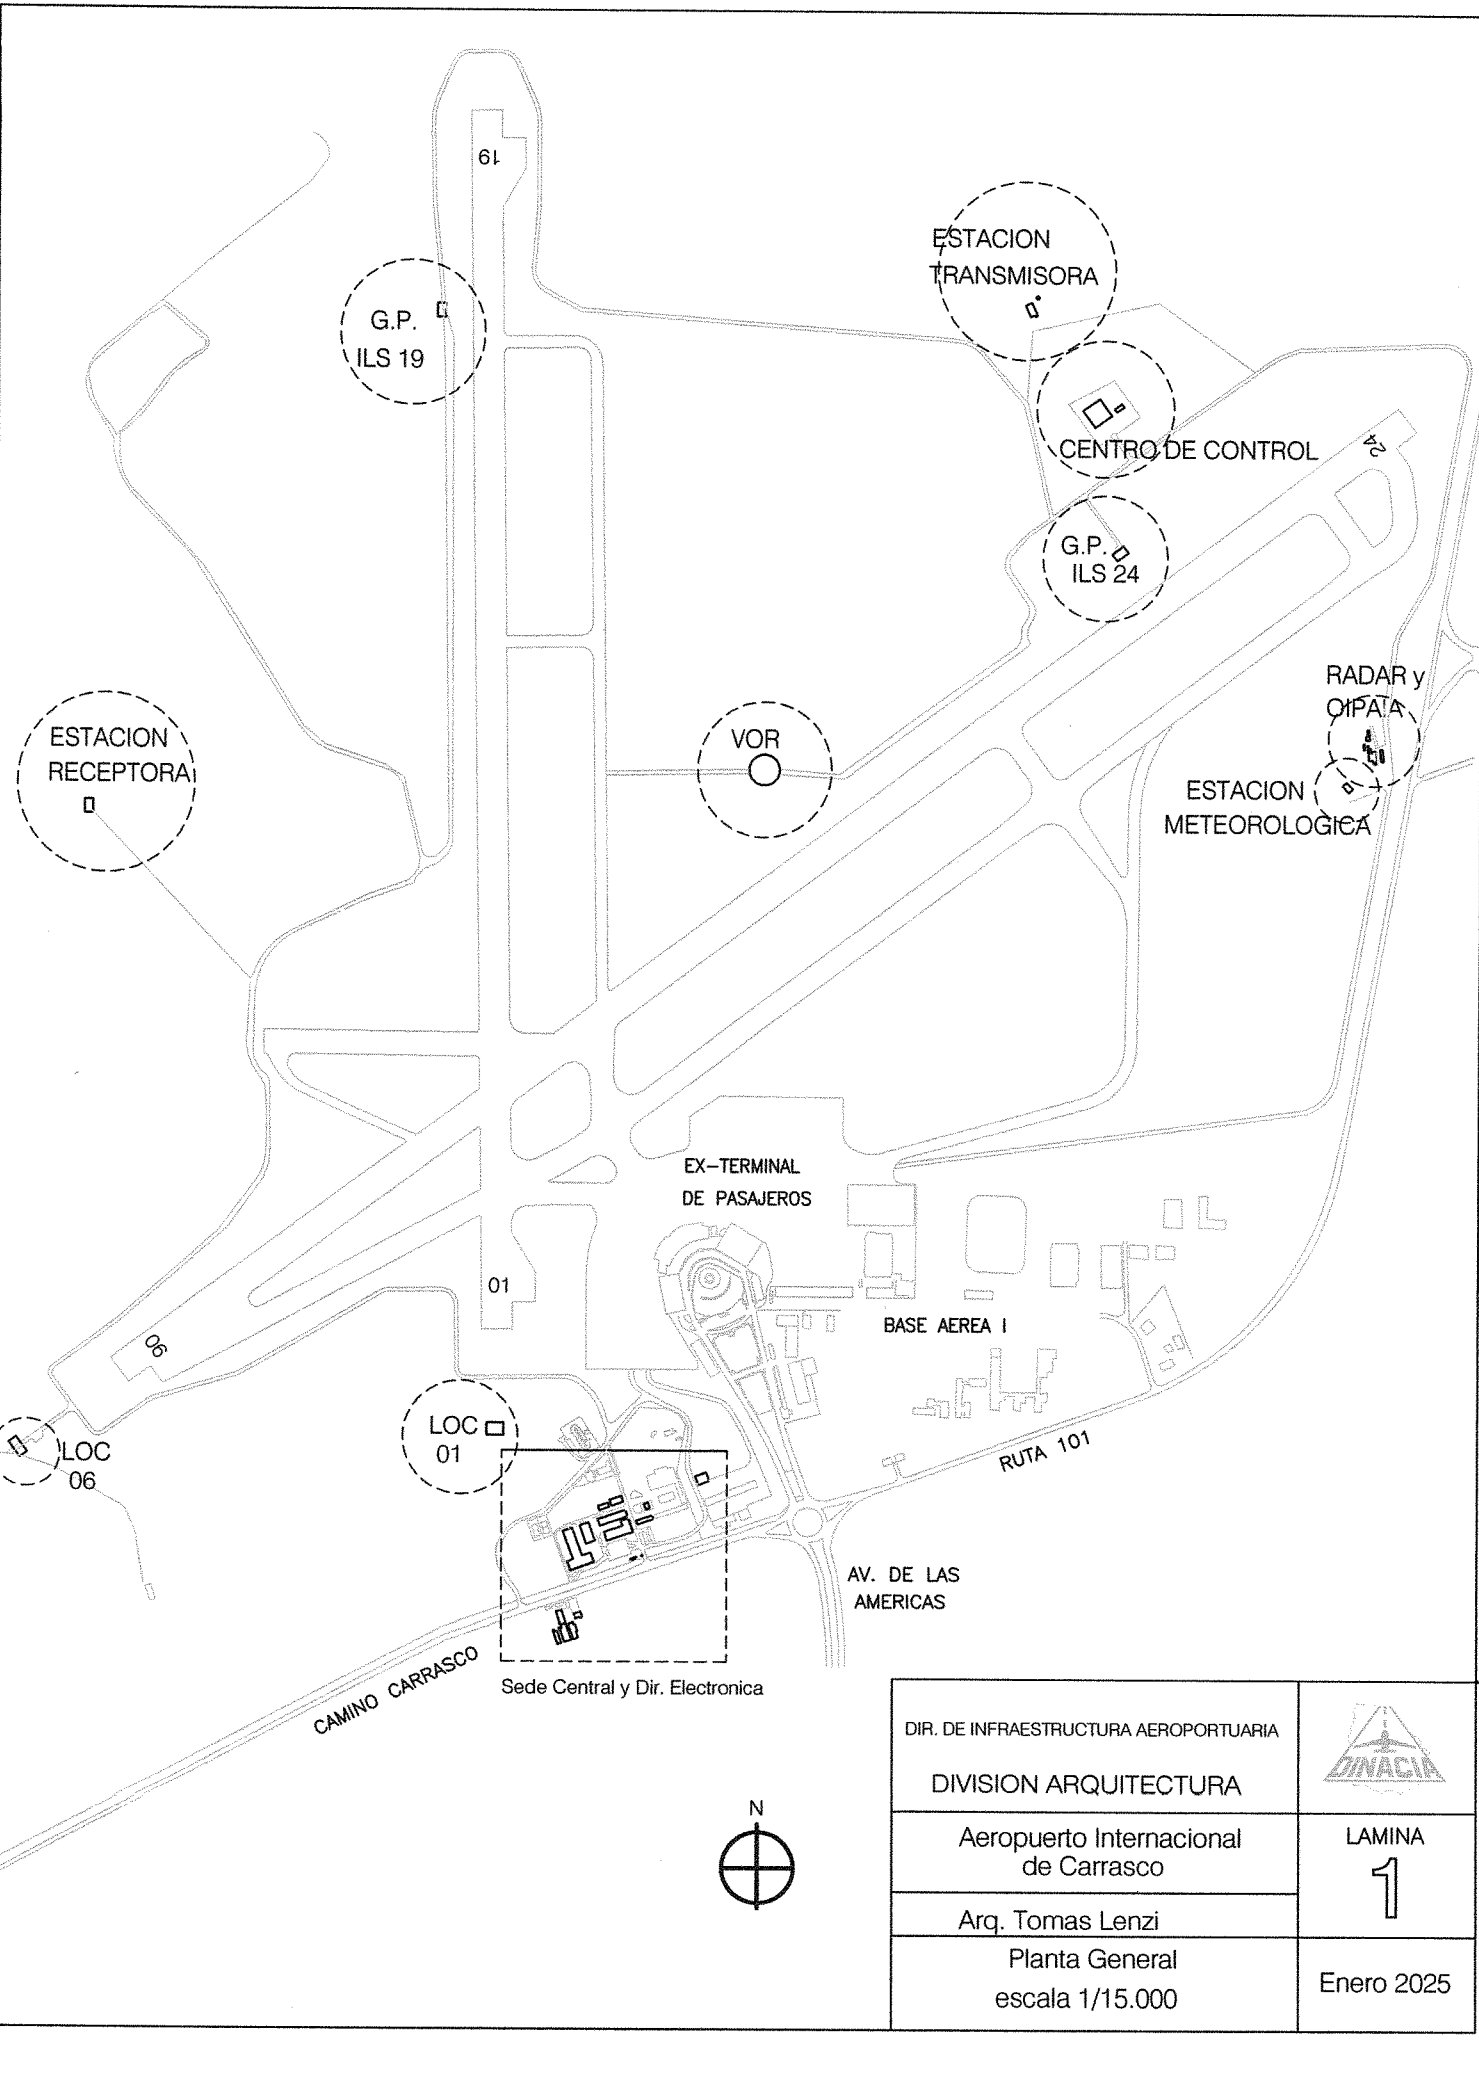 19
ESTACION
TRANSMISORA
G.P.
ILS 19
CENTRO DE CONTROL
24
G.P.
ILS 24
RADAR y
OIPAIA
ESTACION
RECEPTORA
VOR
ESTACION
METEOROLOGICA
EX-TERMINAL
DE PASAJEROS
01
BASE AEREA I
06
LOC
01
LOC
06
RUTA 101
AV. DE LAS
AMERICAS
CAMINO CARRASCO
Sede Central y Dir. Electronica
DIR. DE INFRAESTRUCTURA AEROPORTUARIA
DIVISION ARQUITECTURA
DINACIA
N
Aeropuerto Internacional
de Carrasco
LAMINA
1
Arq. Tomas Lenzi
Planta General
escala 1/15.000
Enero 2025